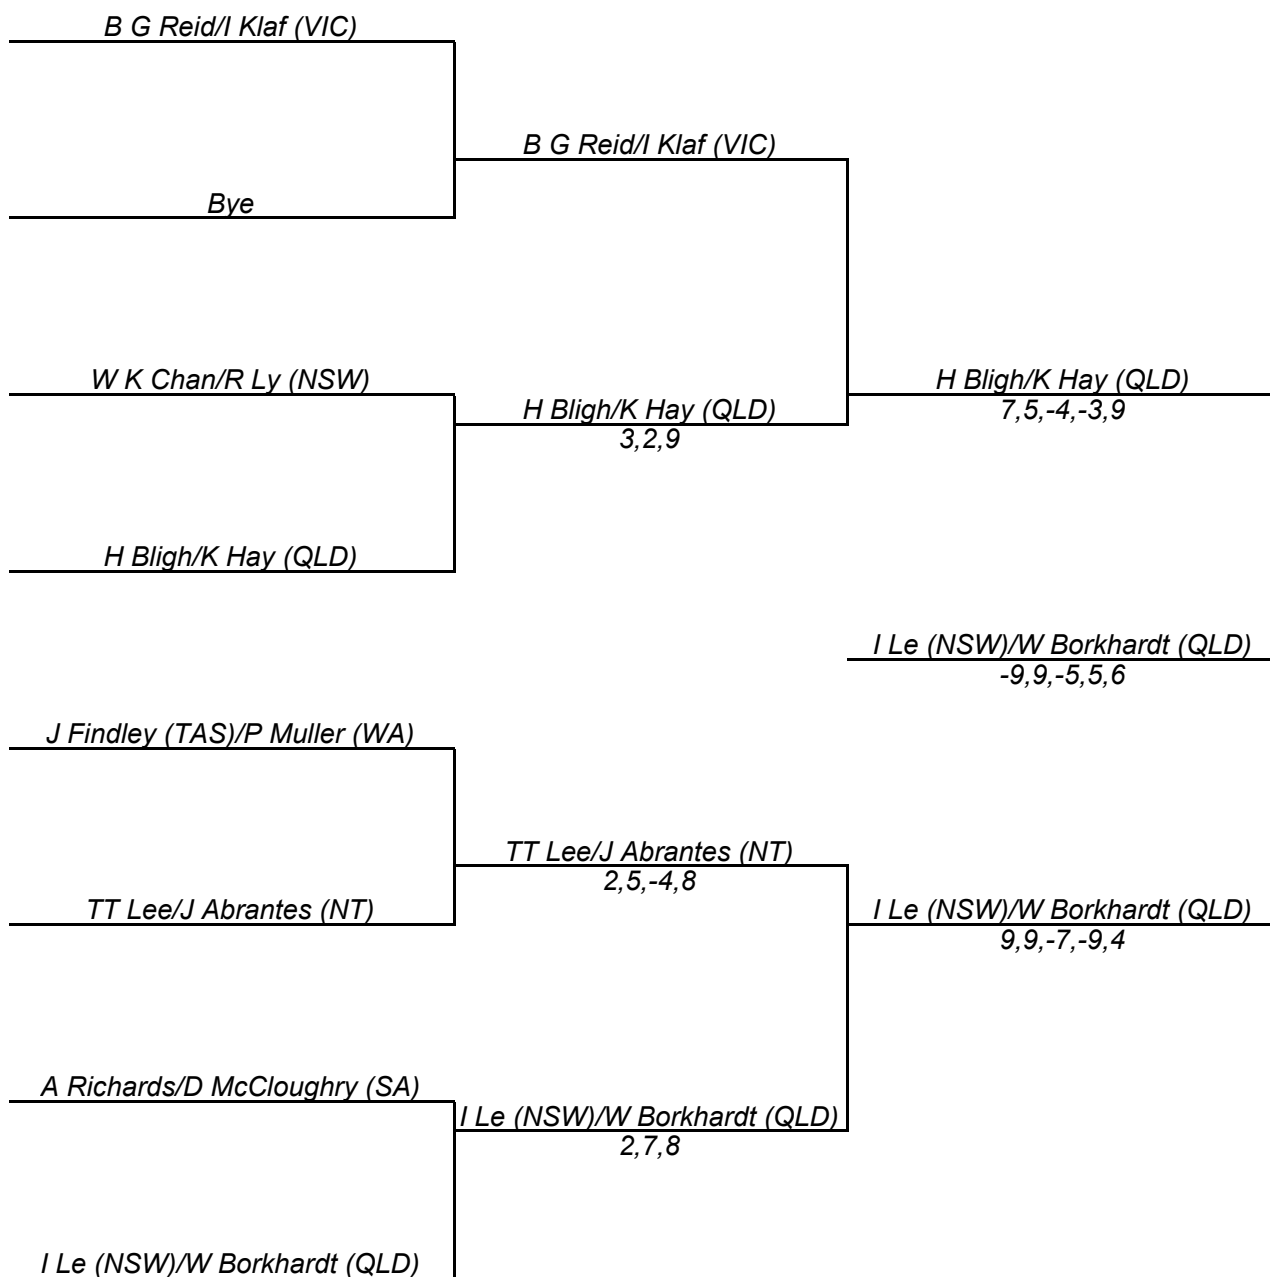 B G Reid/I Klaf (VIC)
B G Reid/I Klaf (VIC)
Bye
W K Chan/R Ly (NSW)
H Bligh/K Hay (QLD)
7,5,-4,-3,9
H Bligh/K Hay (QLD)
3,2,9
H Bligh/K Hay (QLD)
I Le (NSW)/W Borkhardt (QLD)
-9,9,-5,5,6
J Findley (TAS)/P Muller (WA)
TT Lee/J Abrantes (NT)
2,5,-4,8
TT Lee/J Abrantes (NT)
I Le (NSW)/W Borkhardt (QLD)
9,9,-7,-9,4
A Richards/D McCloughry (SA)
I Le (NSW)/W Borkhardt (QLD)
2,7,8
I Le (NSW)/W Borkhardt (QLD)